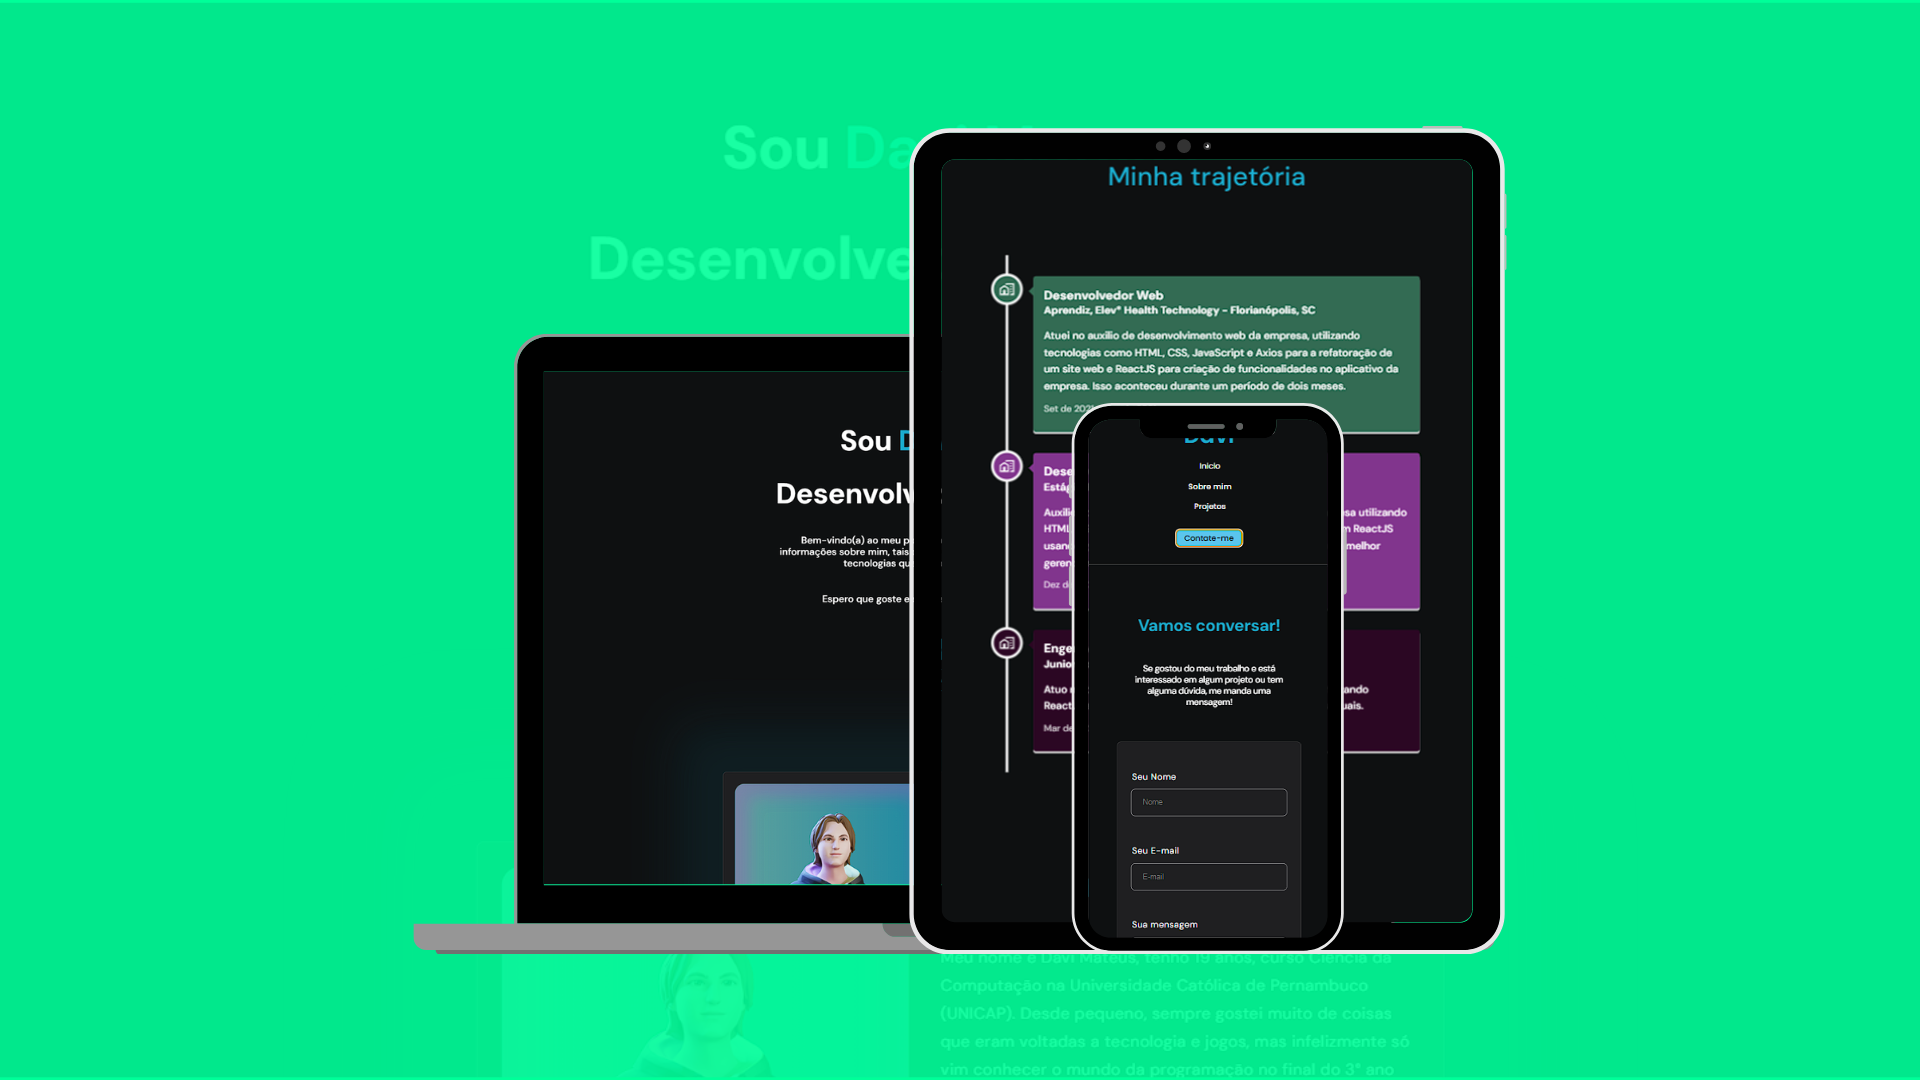 Sou Da
Desenvolve
Sou D
Desenvolv
Bem-vindo(a) ao meu p
informações sobre mim, tais
tecnologias qu
Espero que goste e
Minha trajetória
Desenvolvedor Web
Aprendiz, Elev® Health Technology - Florianópolis, SC
Atuei no auxílio de desenvolvimento web da empresa, utilizando
tecnologias como HTML, CSS, JavaScript e Axios para a refatoração de
um site web e ReactJS para criação de funcionalidades no aplicativo da
empresa. Isso aconteceu durante um período de dois meses.
Set de 2021
Dese
Está
Auxili sa utilizando
HTML m ReactJS
usan melhor
geren
Dez d
Enge
Junio
Atuo ando
React uais.
Mar de
Davi
Inicio
Sobre mim
Projetos
Contate-me
Vamos conversar!
Se gostou do meu trabalho e está
interessado em algum projeto ou tem
alguma dúvida, me manda uma
mensagem!
Seu Nome
Nome
Seu E-mail
E-mail
Sua mensagem
Meu nome é Davi Mateus, tenho 19 anos, curso Ciência da
Computação na Universidade Católica de Pernambuco
(UNICAP). Desde pequeno, sempre gostei muito de coisas
que eram voltadas a tecnologia e jogos, mas infelizmente só
vim conhecer o mundo da programação no final do 3° ano